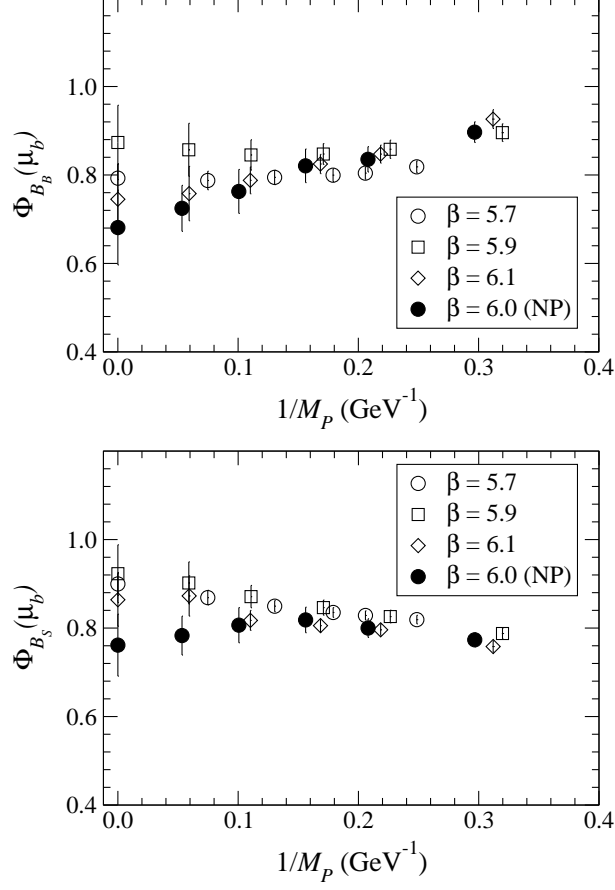 1.0
0.8
0.6
0.4
Φ_{B_B}(μ_b)
β = 5.7
β = 5.9
β = 6.1
β = 6.0 (NP)
0.0 0.1 0.2 0.3 0.4
1/M_P (GeV^{-1})
β = 5.7
β = 5.9
β = 6.1
β = 6.0 (NP)
1.0
0.8
0.6
0.4
Φ_{B_S}(μ_b)
0.0 0.1 0.2 0.3 0.4
1/M_P (GeV^{-1})